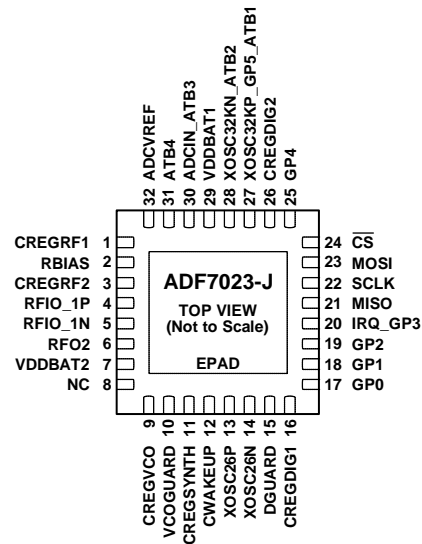 32 ADCVREF
31 ATB4
30 ADCIN_ATB3
29 VDDBAT1
28 XOSC32KN_ATB2
27 XOSC32KP_GP5_ATB1
26 CREGDIG2
25 GP4
CREGRF1 1
RBIAS 2
CREGRF2 3
RFIO_1P 4
RFIO_1N 5
RFO2 6
VDDBAT2 7
NC 8
ADF7023-J
TOP VIEW
(Not to Scale)
EPAD
24 CS
23 MOSI
22 SCLK
21 MISO
20 IRQ_GP3
19 GP2
18 GP1
17 GP0
CREGVCO 9
VCOGUARD 10
CREGSYNTH 11
CWAKEUP 12
XOSC26P 13
XOSC26N 14
DGUARD 15
CREGDIG1 16